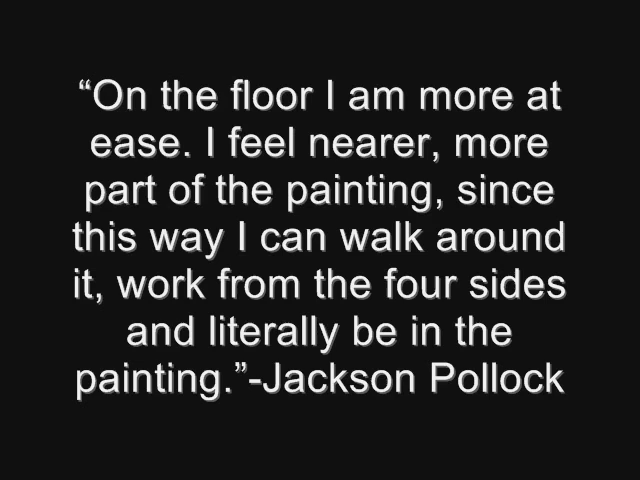 “On the floor I am more at
ease. I feel nearer, more
part of the painting, since
this way I can walk around
it, work from the four sides
and literally be in the
painting.”-Jackson Pollock